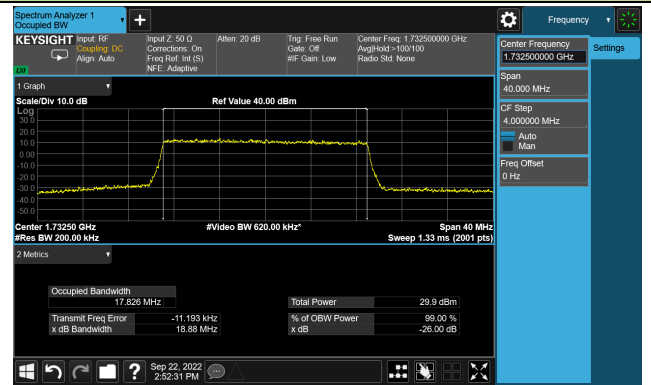 Spectrum Analyzer 1
Occupied BW
Frequency
KEYSIGHT
Input: RF
Coupling: DC
Align: Auto
Input Z: 50 Ω
Corrections: On
Freq Ref: Int (S)
NFE: Adaptive
Atten: 20 dB
Trig: Free Run
Gate: Off
#IF Gain: Low
Center Freq: 1.732500000 GHz
Avg|Hold:>100/100
Radio Std: None
LXI
Center Frequency
1.732500000 GHz
Settings
Span
40.000 MHz
CF Step
4.000000 MHz
Auto
Man
Freq Offset
0 Hz
1 Graph
Scale/Div 10.0 dB
Ref Value 40.00 dBm
Log
30.0
20.0
10.0
0.00
-10.0
-20.0
-30.0
-40.0
-50.0
Center 1.73250 GHz
#Video BW 620.00 kHz*
Span 40 MHz
#Res BW 200.00 kHz
Sweep 1.33 ms (2001 pts)
2 Metrics
Occupied Bandwidth
17.826 MHz
Total Power
29.9 dBm
Transmit Freq Error
-11.193 kHz
% of OBW Power
99.00 %
x dB Bandwidth
18.88 MHz
x dB
-26.00 dB
Sep 22, 2022
2:52:31 PM